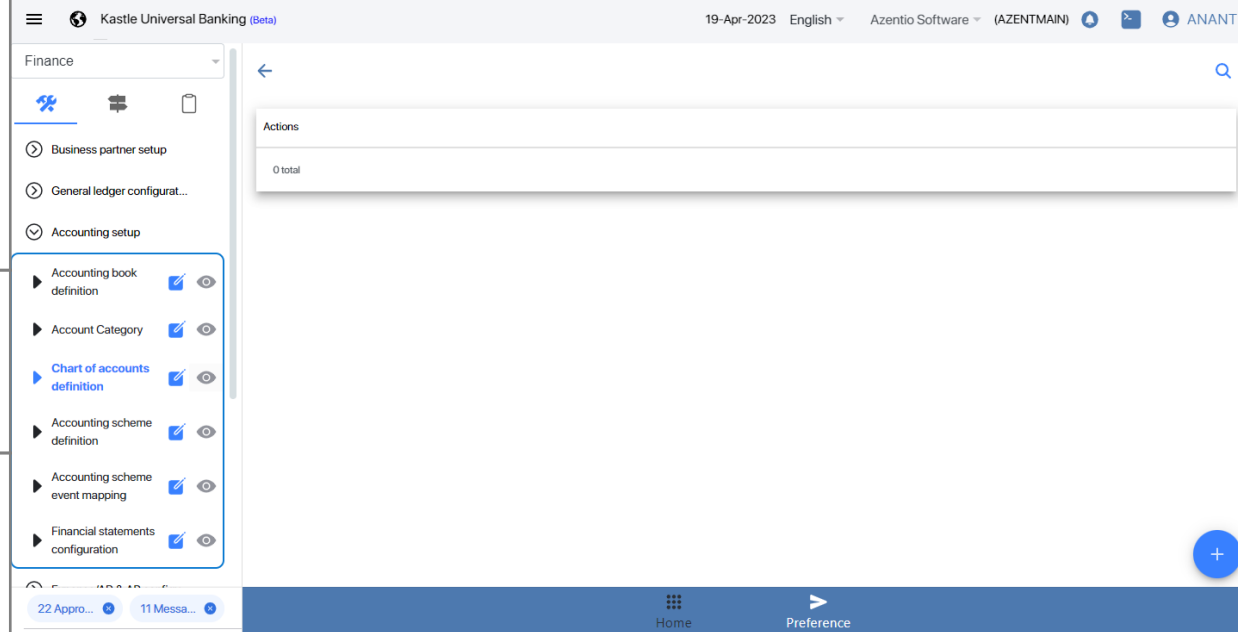 Kastle Universal Banking (Beta)
19-Apr-2023 English Azentio Software (AZENTMAIN) ANANT
Finance
Actions
0 total
Business partner setup
General ledger configurat...
Accounting setup
Accounting book
definition
Account Category
Chart of accounts
definition
Accounting scheme
definition
Accounting scheme
event mapping
Financial statements
configuration
22 Appro...
11 Messa...
Home
Preference